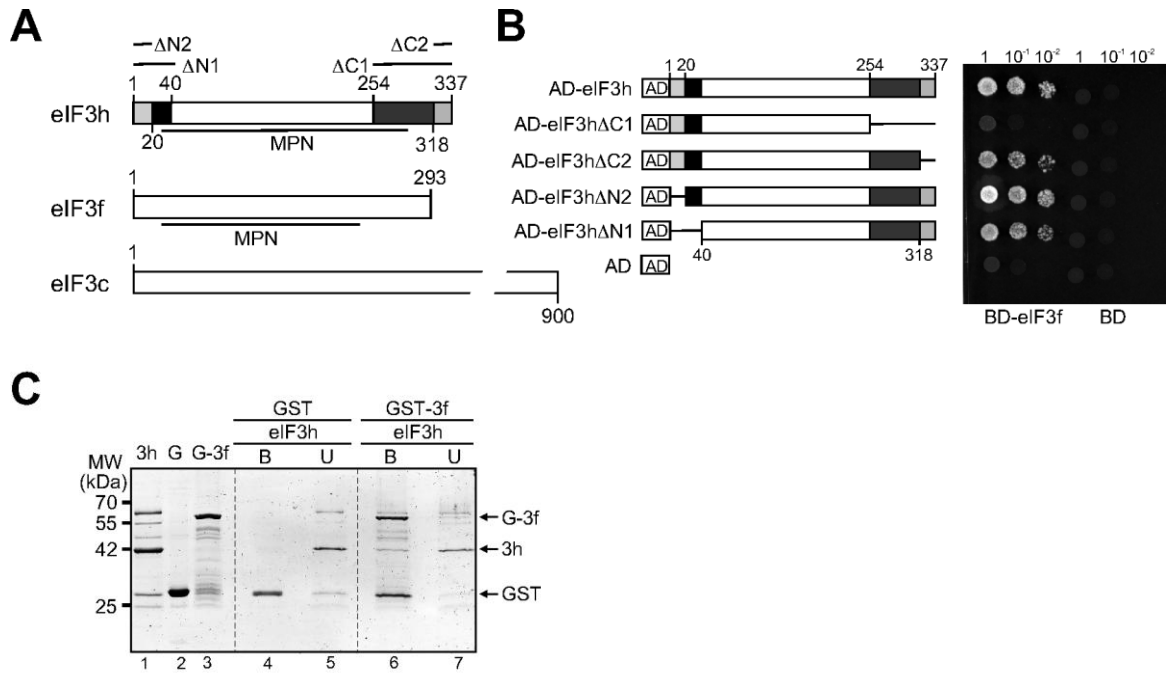 A
ΔN2 ΔC2
ΔN1 ΔC1
1 40 254 337
eIF3h
20 MPN 318
1 293
eIF3f
MPN
1
eIF3c
900
B
1 20 254 337
1 10⁻¹ 10⁻² 1 10⁻¹ 10⁻²
AD-eIF3h AD
AD-eIF3hΔC1 AD
AD-eIF3hΔC2 AD
AD-eIF3hΔN2 AD
AD-eIF3hΔN1 AD
40 318
AD AD
BD-eIF3f BD
C
GST GST-3f
eIF3h eIF3h
3h G G-3f B U B U
MW
(kDa)
70
55
42
25
G-3f
3h
GST
1 2 3 4 5 6 7